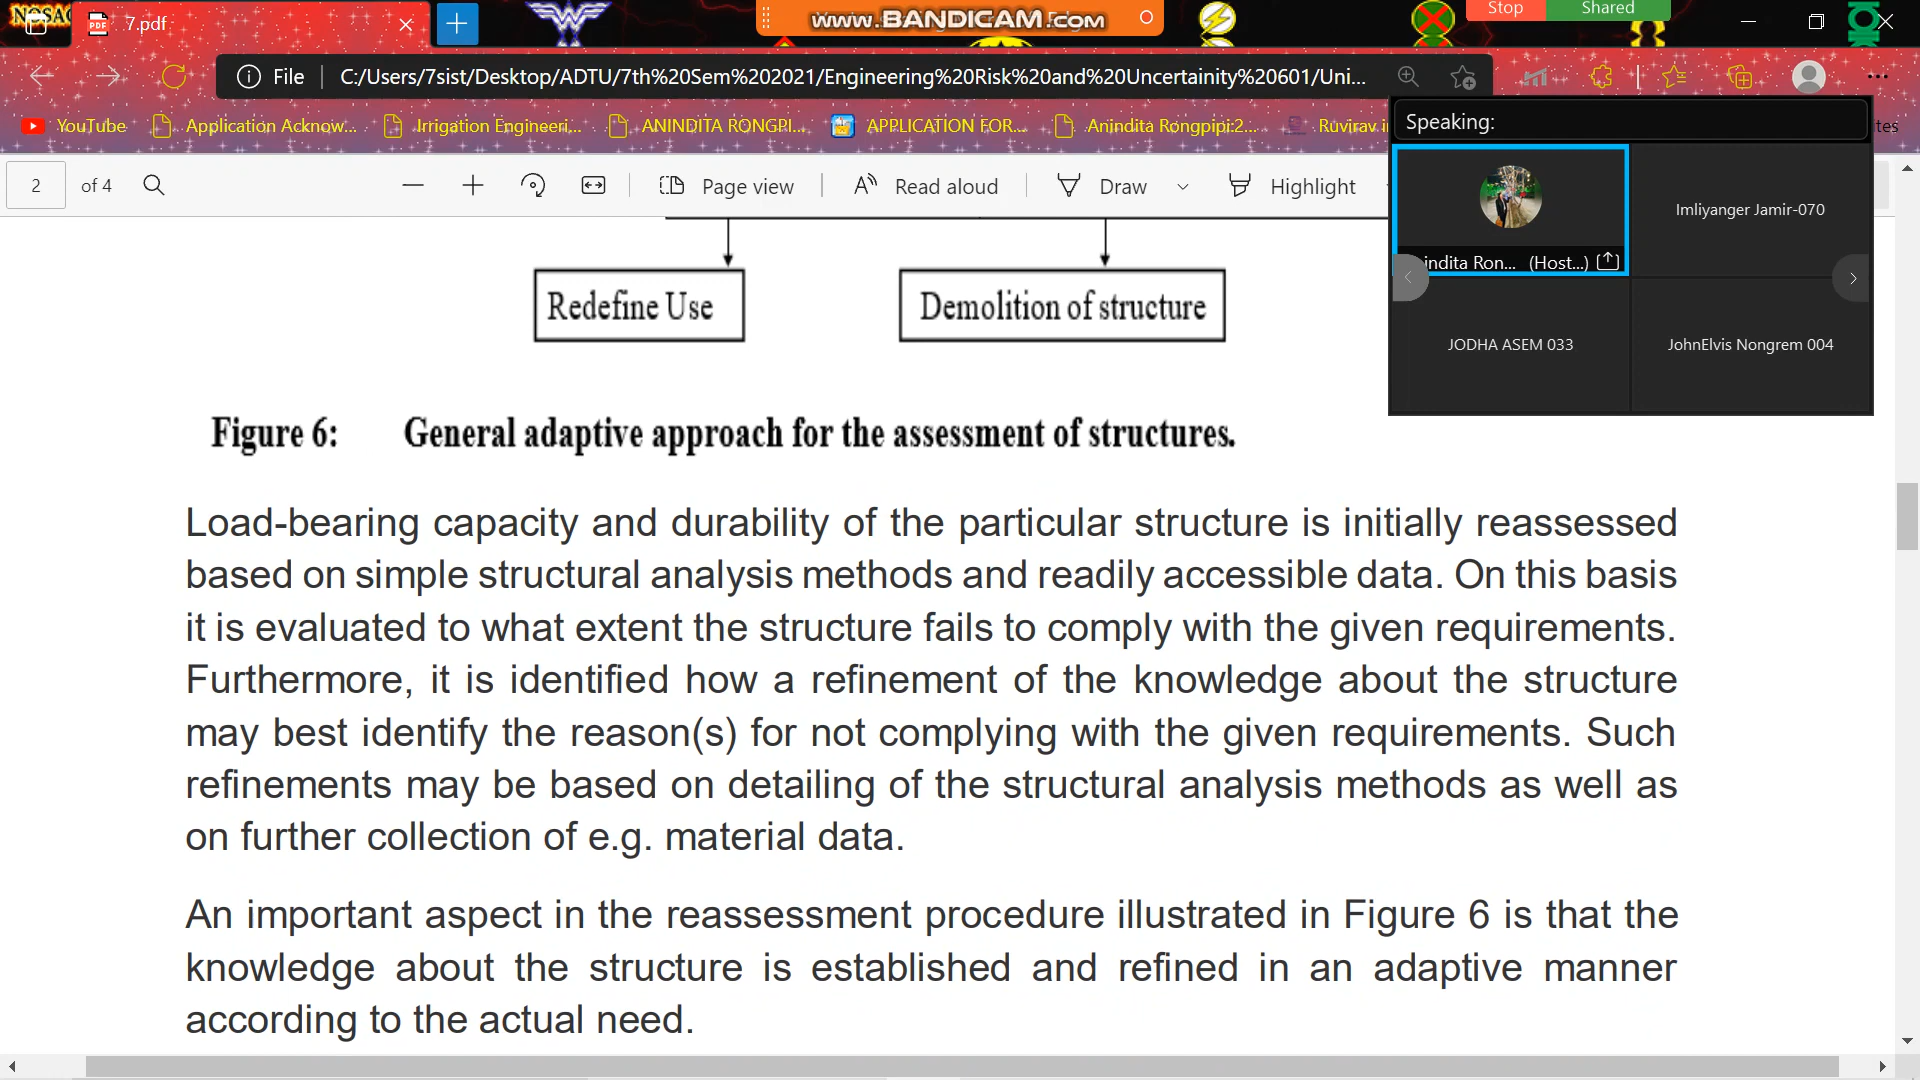 www.BANDICAM.com
Stop
Shared
7.pdf
File
C:/Users/7sist/Desktop/ADTU/7th%20Sem%202021/Engineering%20Risk%20and%20Uncertainity%20601/Uni...
YouTube
Application Acknow...
Irrigation Engineeri...
ANINDITA RONGPI...
APPLICATION FOR...
Anindita Rongpipi:2...
Ruvirav i
tes
Speaking:
2
of 4
Page view
Read aloud
Draw
Highlight
indita Ron... (Host...)
Imliyanger Jamir-070
JODHA ASEM 033
JohnElvis Nongrem 004
Redefine Use
Demolition of structure
Figure 6: General adaptive approach for the assessment of structures.
Load-bearing capacity and durability of the particular structure is initially reassessed
based on simple structural analysis methods and readily accessible data. On this basis
it is evaluated to what extent the structure fails to comply with the given requirements.
Furthermore, it is identified how a refinement of the knowledge about the structure
may best identify the reason(s) for not complying with the given requirements. Such
refinements may be based on detailing of the structural analysis methods as well as
on further collection of e.g. material data.
An important aspect in the reassessment procedure illustrated in Figure 6 is that the
knowledge about the structure is established and refined in an adaptive manner
according to the actual need.